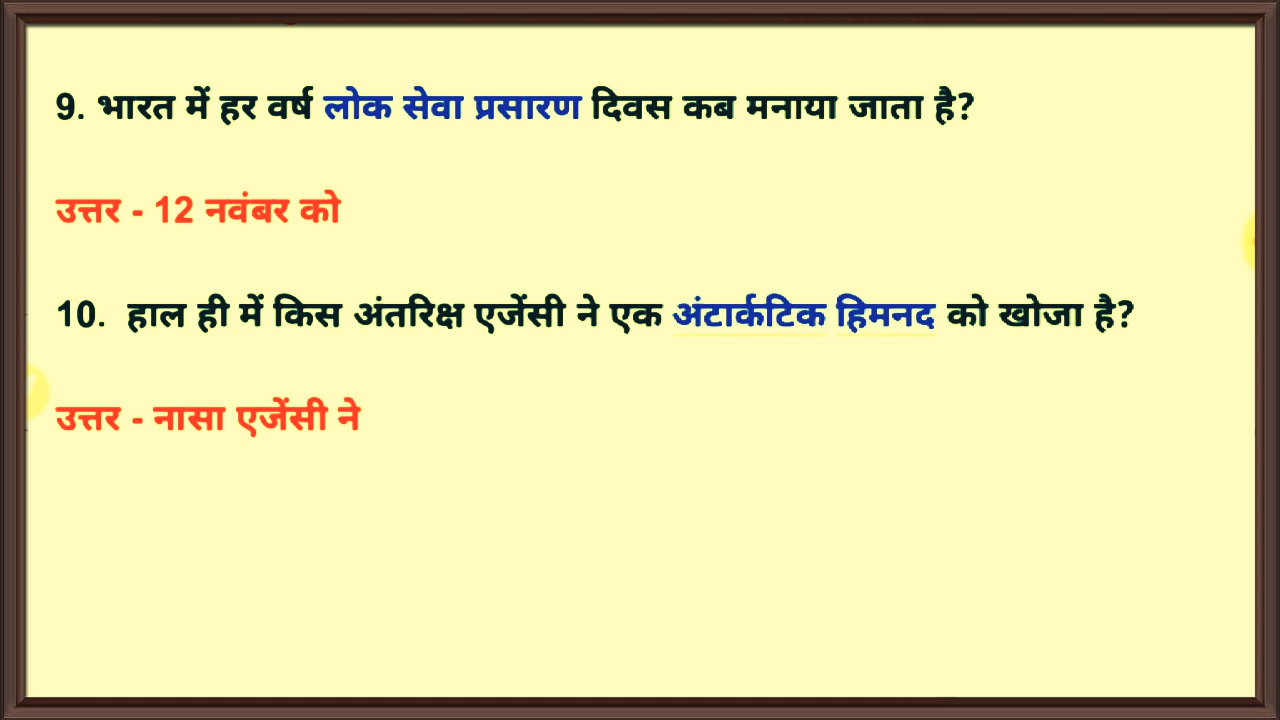 9. भारत में हर वर्ष लोक सेवा प्रसारण दिवस कब मनाया जाता है?
उत्तर - 12 नवंबर को
10. हाल ही में किस अंतरिक्ष एजेंसी ने एक अंटार्कटिक हिमनद को खोजा है?
उत्तर - नासा एजेंसी ने